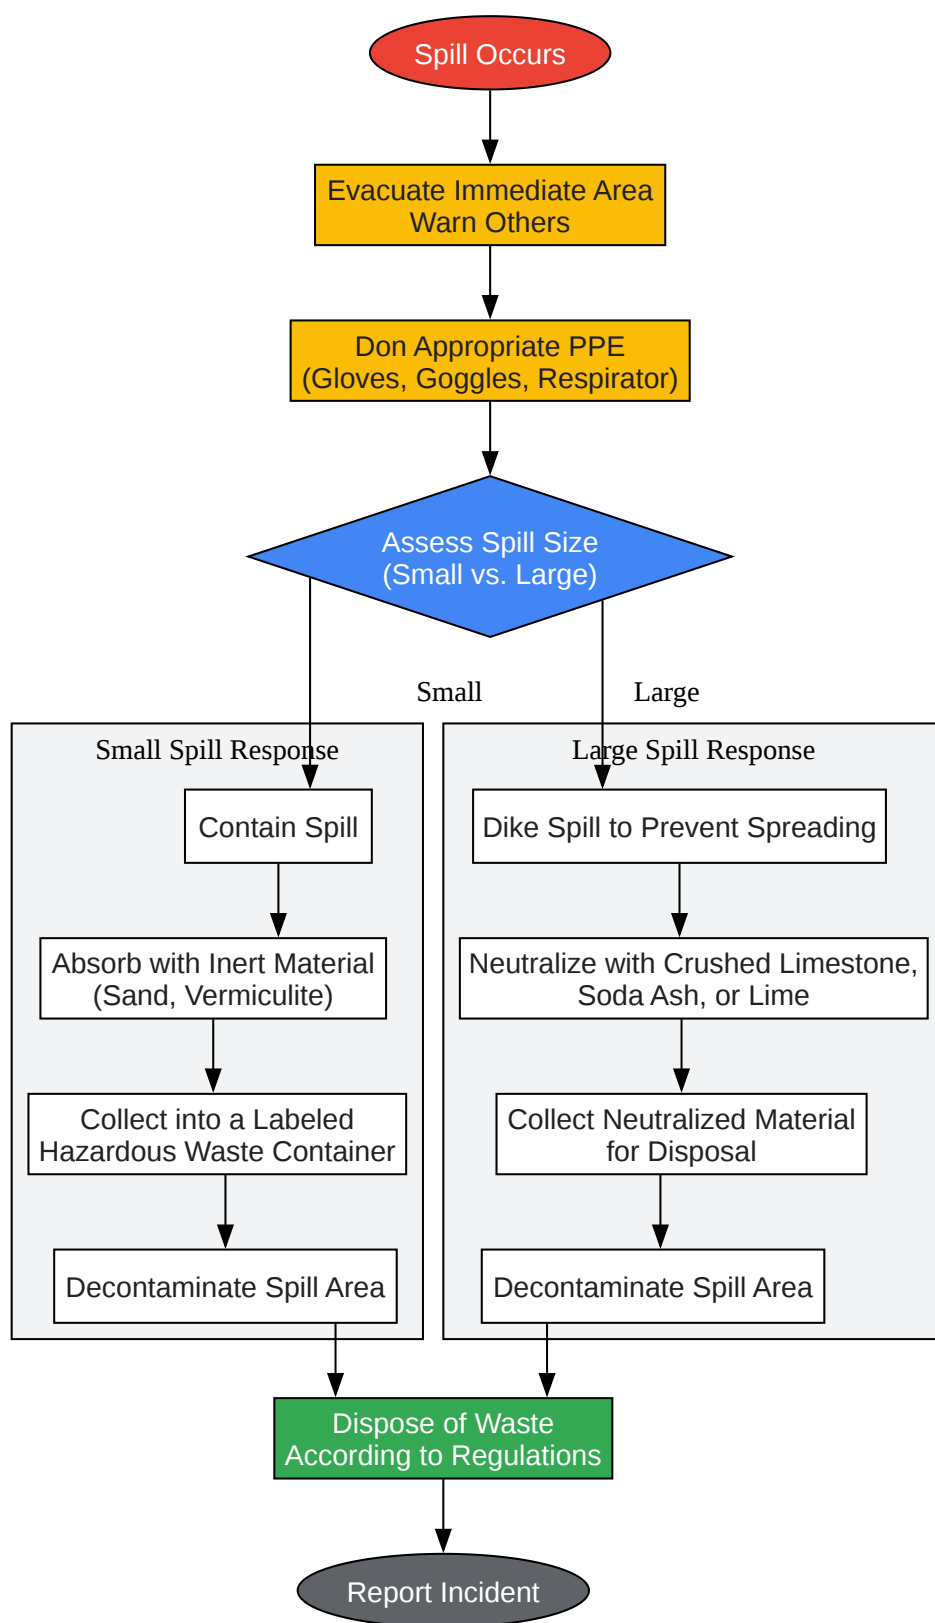 Spill Occurs
Evacuate Immediate Area
Warn Others
Don Appropriate PPE
(Gloves, Goggles, Respirator)
Assess Spill Size
(Small vs. Large)
Small
Large
Small Spill Response
Contain Spill
Absorb with Inert Material
(Sand, Vermiculite)
Collect into a Labeled
Hazardous Waste Container
Decontaminate Spill Area
Large Spill Response
Dike Spill to Prevent Spreading
Neutralize with Crushed Limestone,
Soda Ash, or Lime
Collect Neutralized Material
for Disposal
Decontaminate Spill Area
Dispose of Waste
According to Regulations
Report Incident